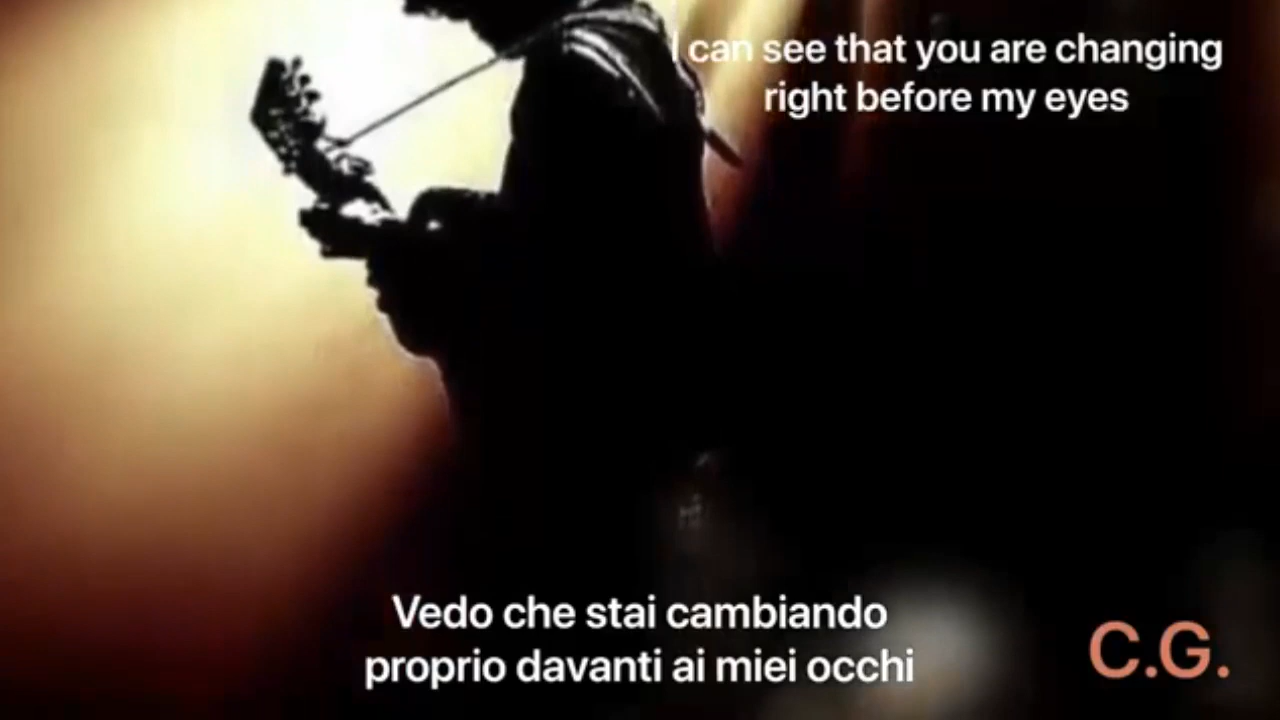 I can see that you are changing
right before my eyes
Vedo che stai cambiando
proprio davanti ai miei occhi
C.G.